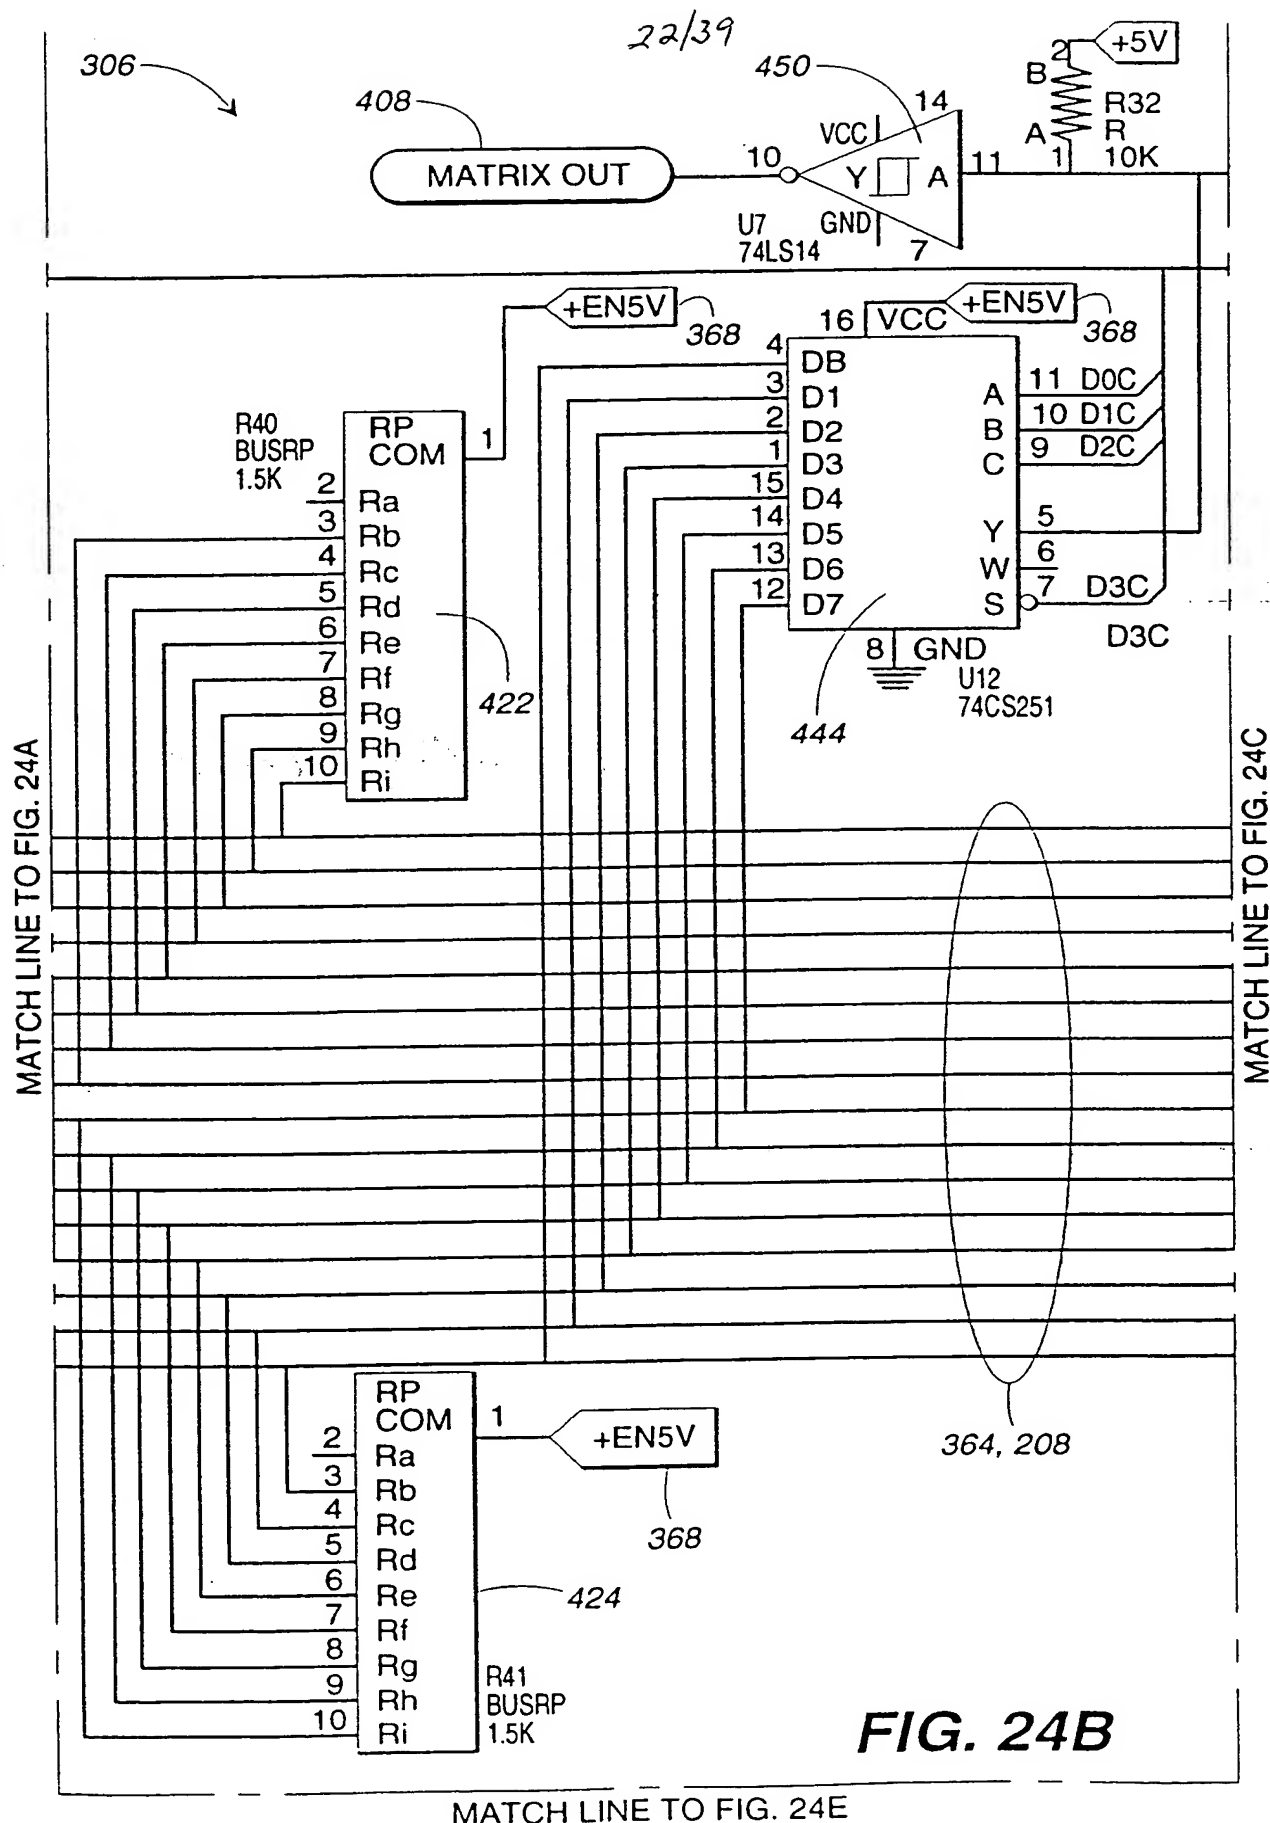 22/39
306
408
450
14
VCC
MATRIX OUT
10
Y
A
11
GND
U7
74LS14
7
2
+5V
B
A
R32
R
10K
1
+EN5V
368
R40
BUSRP
1.5K
RP
COM
1
2 Ra
3 Rb
4 Rc
5 Rd
6 Re
7 Rf
8 Rg
9 Rh
10 Ri
422
16 VCC
+EN5V
368
4 DB
3 D1
2 D2
1 D3
15 D4
14 D5
13 D6
12 D7
A 11 D0C
B 10 D1C
C 9 D2C
Y 5
W 6
S 7 D3C
D3C
8 GND
U12
74CS251
444
MATCH LINE TO FIG. 24A
MATCH LINE TO FIG. 24C
364, 208
RP
COM
1
+EN5V
368
2 Ra
3 Rb
4 Rc
5 Rd
6 Re
7 Rf
8 Rg
9 Rh
10 Ri
424
R41
BUSRP
1.5K
FIG. 24B
MATCH LINE TO FIG. 24E